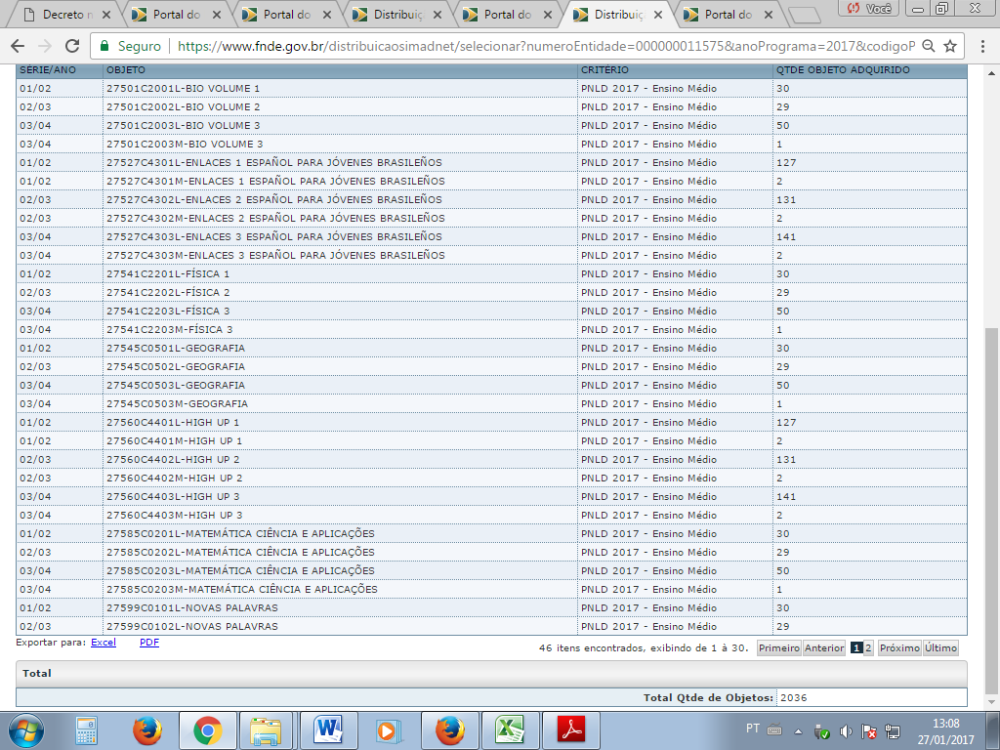 Decreto n
Portal do
Portal do
Distribuiç
Portal do
Distribuiç
Portal do
Você
Seguro
https://www.fnde.gov.br/distribuicaosimadnet/selecionar?numeroEntidade=000000011575&anoPrograma=2017&codigoP
SÉRIE/ANO OBJETO CRITÉRIO QTDE OBJETO ADQUIRIDO
01/02 27501C2001L-BIO VOLUME 1 PNLD 2017 - Ensino Médio 30
02/03 27501C2002L-BIO VOLUME 2 PNLD 2017 - Ensino Médio 29
03/04 27501C2003L-BIO VOLUME 3 PNLD 2017 - Ensino Médio 50
03/04 27501C2003M-BIO VOLUME 3 PNLD 2017 - Ensino Médio 1
01/02 27527C4301L-ENLACES 1 ESPAÑOL PARA JÓVENES BRASILEÑOS PNLD 2017 - Ensino Médio 127
01/02 27527C4301M-ENLACES 1 ESPAÑOL PARA JÓVENES BRASILEÑOS PNLD 2017 - Ensino Médio 2
02/03 27527C4302L-ENLACES 2 ESPAÑOL PARA JÓVENES BRASILEÑOS PNLD 2017 - Ensino Médio 131
02/03 27527C4302M-ENLACES 2 ESPAÑOL PARA JÓVENES BRASILEÑOS PNLD 2017 - Ensino Médio 2
03/04 27527C4303L-ENLACES 3 ESPAÑOL PARA JÓVENES BRASILEÑOS PNLD 2017 - Ensino Médio 141
03/04 27527C4303M-ENLACES 3 ESPAÑOL PARA JÓVENES BRASILEÑOS PNLD 2017 - Ensino Médio 2
01/02 27541C2201L-FÍSICA 1 PNLD 2017 - Ensino Médio 30
02/03 27541C2202L-FÍSICA 2 PNLD 2017 - Ensino Médio 29
03/04 27541C2203L-FÍSICA 3 PNLD 2017 - Ensino Médio 50
03/04 27541C2203M-FÍSICA 3 PNLD 2017 - Ensino Médio 1
01/02 27545C0501L-GEOGRAFIA PNLD 2017 - Ensino Médio 30
02/03 27545C0502L-GEOGRAFIA PNLD 2017 - Ensino Médio 29
03/04 27545C0503L-GEOGRAFIA PNLD 2017 - Ensino Médio 50
03/04 27545C0503M-GEOGRAFIA PNLD 2017 - Ensino Médio 1
01/02 27560C4401L-HIGH UP 1 PNLD 2017 - Ensino Médio 127
01/02 27560C4401M-HIGH UP 1 PNLD 2017 - Ensino Médio 2
02/03 27560C4402L-HIGH UP 2 PNLD 2017 - Ensino Médio 131
02/03 27560C4402M-HIGH UP 2 PNLD 2017 - Ensino Médio 2
03/04 27560C4403L-HIGH UP 3 PNLD 2017 - Ensino Médio 141
03/04 27560C4403M-HIGH UP 3 PNLD 2017 - Ensino Médio 2
01/02 27585C0201L-MATEMÁTICA CIÊNCIA E APLICAÇÕES PNLD 2017 - Ensino Médio 30
02/03 27585C0202L-MATEMÁTICA CIÊNCIA E APLICAÇÕES PNLD 2017 - Ensino Médio 29
03/04 27585C0203L-MATEMÁTICA CIÊNCIA E APLICAÇÕES PNLD 2017 - Ensino Médio 50
03/04 27585C0203M-MATEMÁTICA CIÊNCIA E APLICAÇÕES PNLD 2017 - Ensino Médio 1
01/02 27599C0101L-NOVAS PALAVRAS PNLD 2017 - Ensino Médio 30
02/03 27599C0102L-NOVAS PALAVRAS PNLD 2017 - Ensino Médio 29
Exportar para: Excel PDF
46 itens encontrados, exibindo de 1 à 30. Primeiro Anterior 1 2 Próximo Último
Total
Total Qtde de Objetos: 2036
PT
13:08
27/01/2017